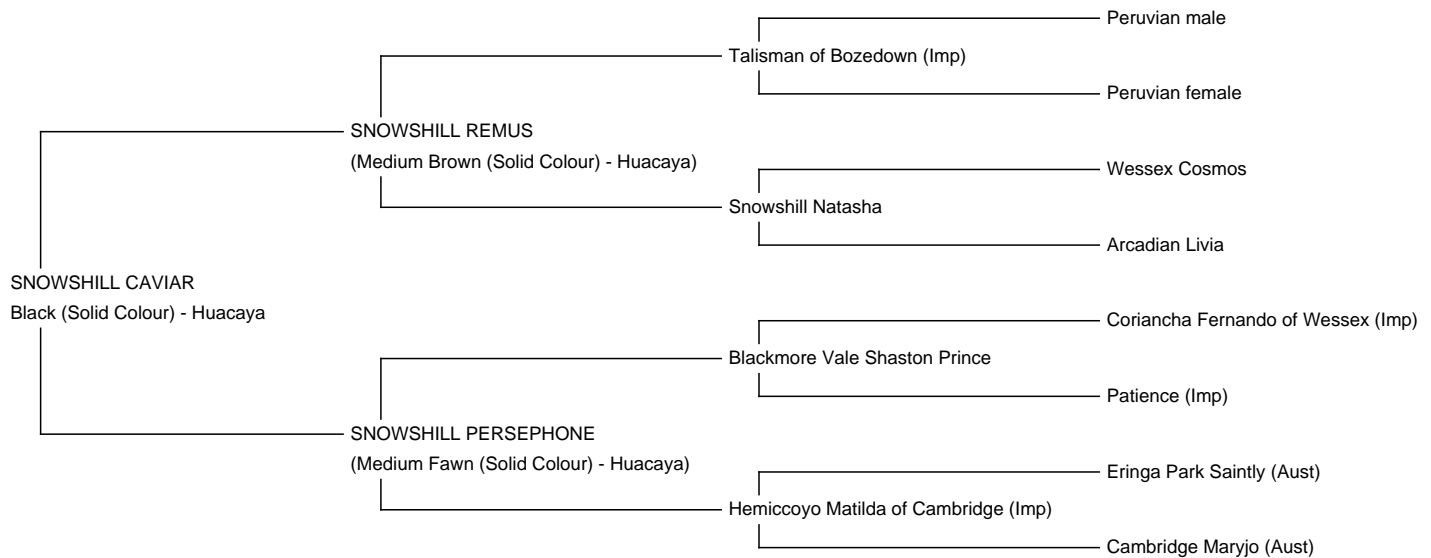 Peruvian male
Talisman of Bozedown (Imp)
Peruvian female
SNOWSHILL REMUS
(Medium Brown (Solid Colour) - Huacaya)
Wessex Cosmos
Snowshill Natasha
Arcadian Livia
SNOWSHILL CAVIAR
Black (Solid Colour) - Huacaya
Coriancha Fernando of Wessex (Imp)
Blackmore Vale Shaston Prince
Patience (Imp)
SNOWSHILL PERSEPHONE
(Medium Fawn (Solid Colour) - Huacaya)
Eringa Park Saintly (Aust)
Hemiccoyo Matilda of Cambridge (Imp)
Cambridge Maryjo (Aust)